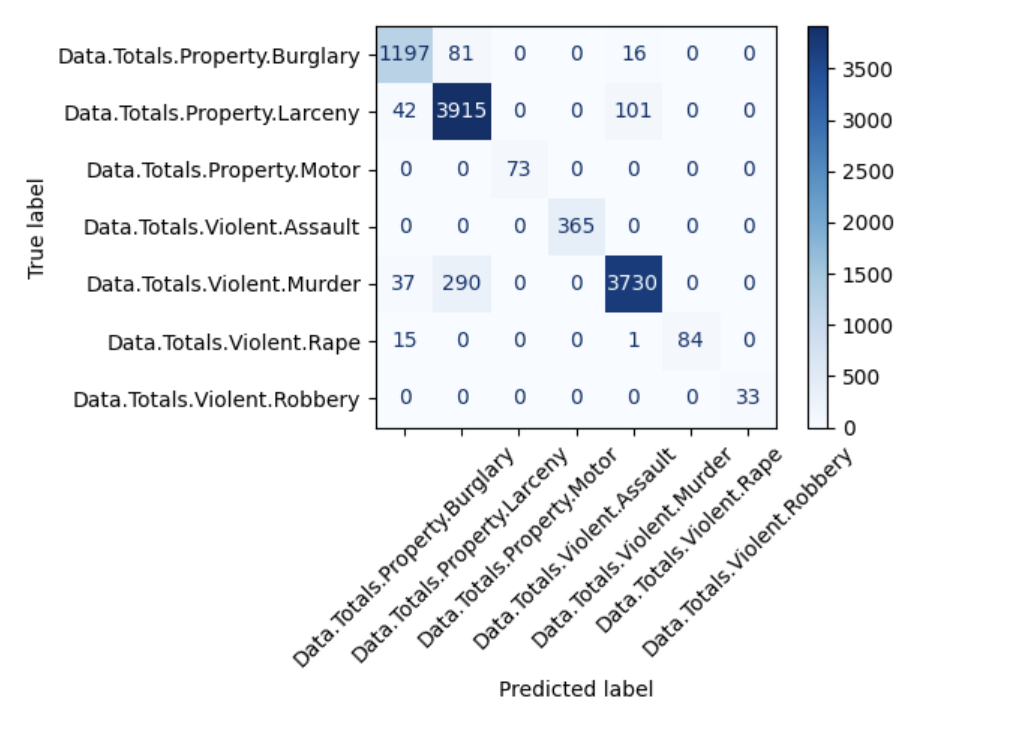 Data.Totals.Property.Burglary 1197 81 0 0 16 0 0
Data.Totals.Property.Larceny 42 3915 0 0 101 0 0
Data.Totals.Property.Motor 0 0 73 0 0 0 0
Data.Totals.Violent.Assault 0 0 0 365 0 0 0
Data.Totals.Violent.Murder 37 290 0 0 3730 0 0
Data.Totals.Violent.Rape 15 0 0 0 1 84 0
Data.Totals.Violent.Robbery 0 0 0 0 0 0 33
True label
3500
3000
2500
2000
1500
1000
500
0
Data.Totals.Property.Burglary
Data.Totals.Property.Larceny
Data.Totals.Property.Motor
Data.Totals.Violent.Assault
Data.Totals.Violent.Murder
Data.Totals.Violent.Rape
Data.Totals.Violent.Robbery
Predicted label